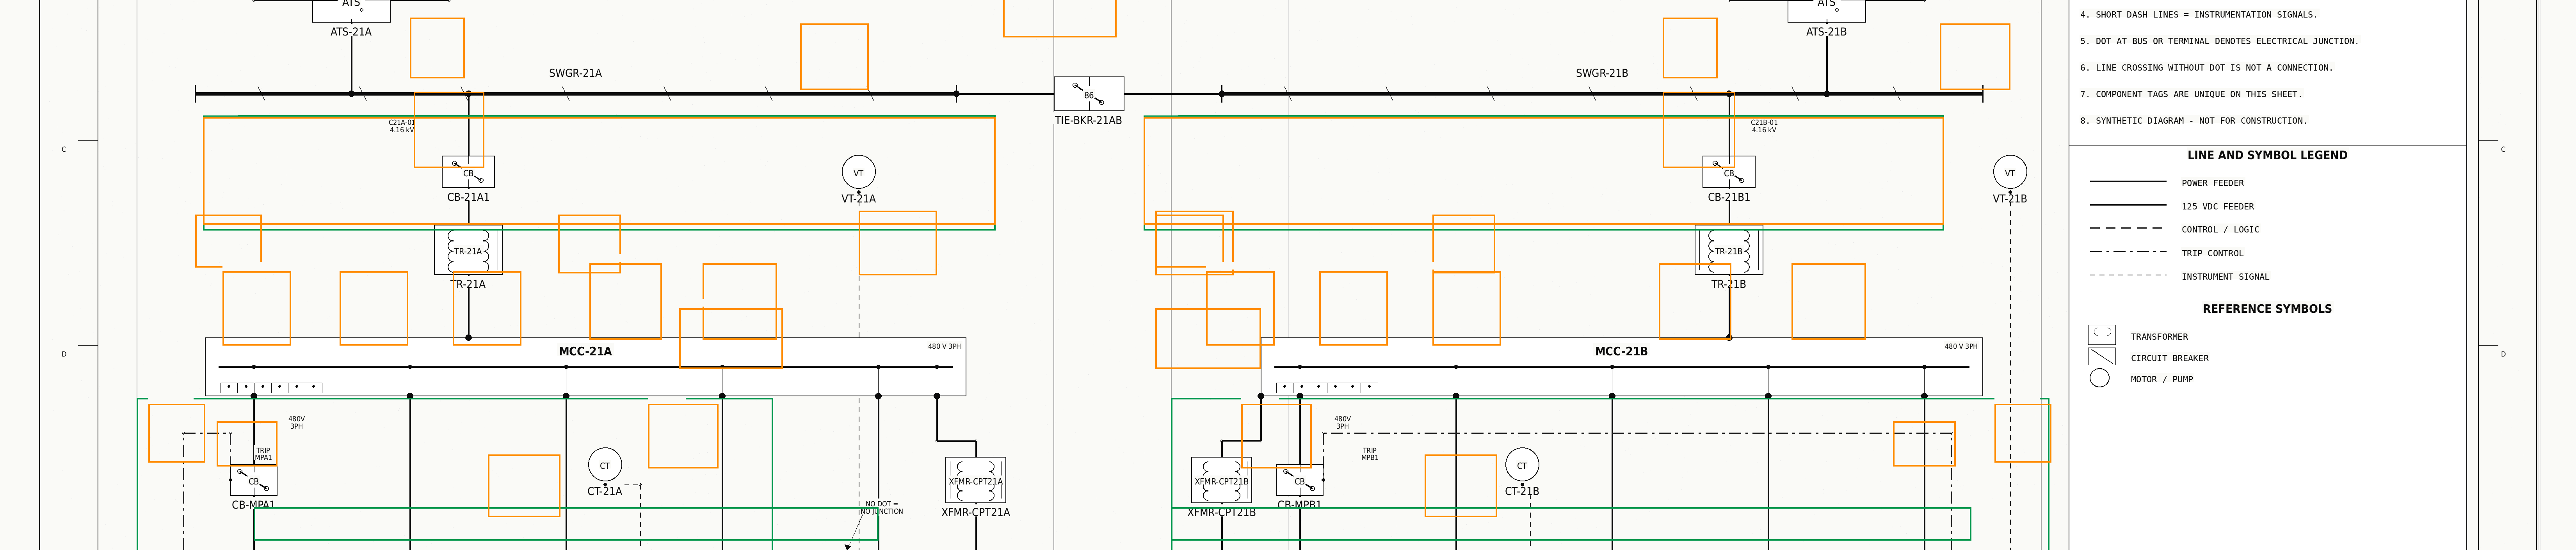 ATS
ATS-21A
ATS
ATS-21B
SWGR-21A
SWGR-21B
86
TIE-BKR-21AB
C21A-01
4.16 kV
C21B-01
4.16 kV
CB
CB-21A1
VT
VT-21A
CB
CB-21B1
VT
VT-21B
TR-21A
TR-21A
TR-21B
TR-21B
MCC-21A
480 V 3PH
MCC-21B
480 V 3PH
480V
3PH
TRIP
MPA1
CB
CB-MPA1
CT
CT-21A
NO DOT =
NO JUNCTION
XFMR-CPT21A
XFMR-CPT21A
XFMR-CPT21B
XFMR-CPT21B
480V
3PH
TRIP
MPB1
CB
CB-MPB1
CT
CT-21B
C
D
C
D
4. SHORT DASH LINES = INSTRUMENTATION SIGNALS.
5. DOT AT BUS OR TERMINAL DENOTES ELECTRICAL JUNCTION.
6. LINE CROSSING WITHOUT DOT IS NOT A CONNECTION.
7. COMPONENT TAGS ARE UNIQUE ON THIS SHEET.
8. SYNTHETIC DIAGRAM - NOT FOR CONSTRUCTION.
LINE AND SYMBOL LEGEND
POWER FEEDER
125 VDC FEEDER
CONTROL / LOGIC
TRIP CONTROL
INSTRUMENT SIGNAL
REFERENCE SYMBOLS
TRANSFORMER
CIRCUIT BREAKER
MOTOR / PUMP